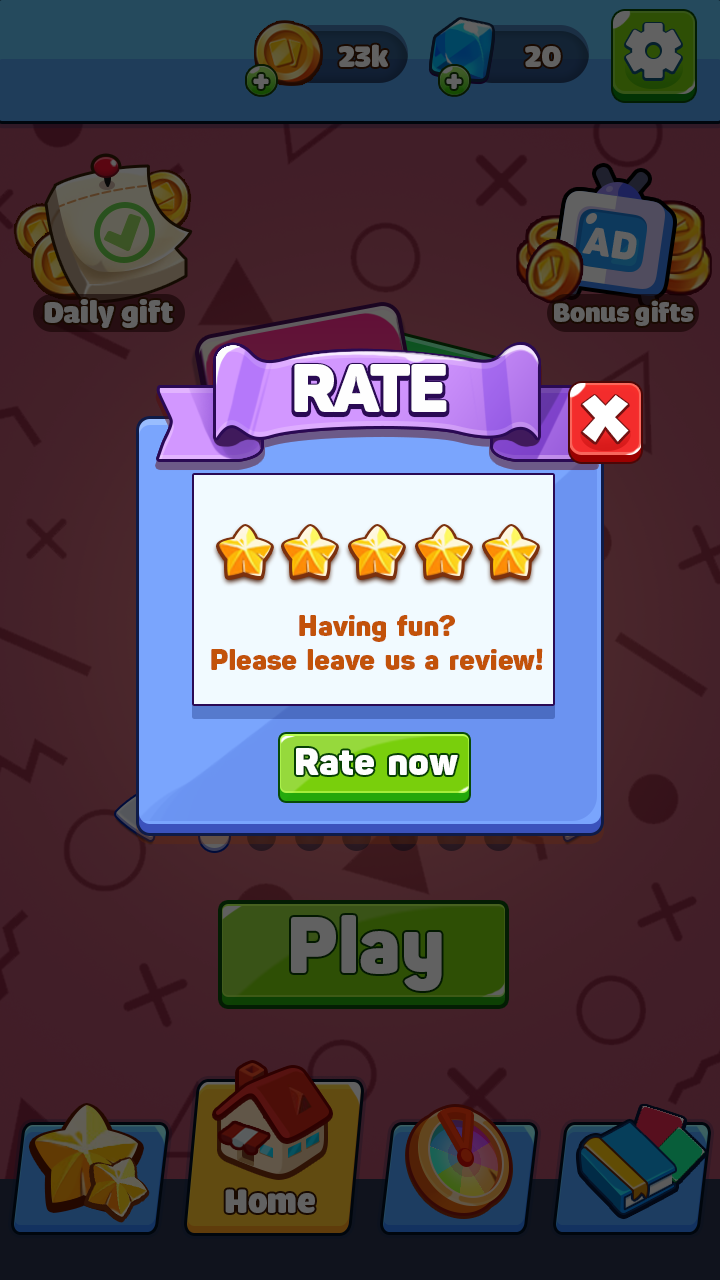 23k
20
Daily gift
AD
Bonus gifts
RATE
Having fun?
Please leave us a review!
Rate now
Play
Home